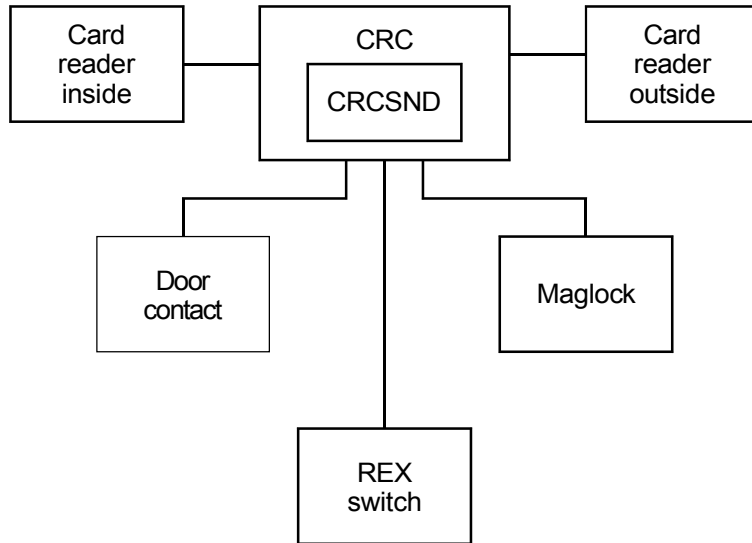 Card
reader
inside
CRC
CRCSND
Card
reader
outside
Door
contact
Maglock
REX
switch